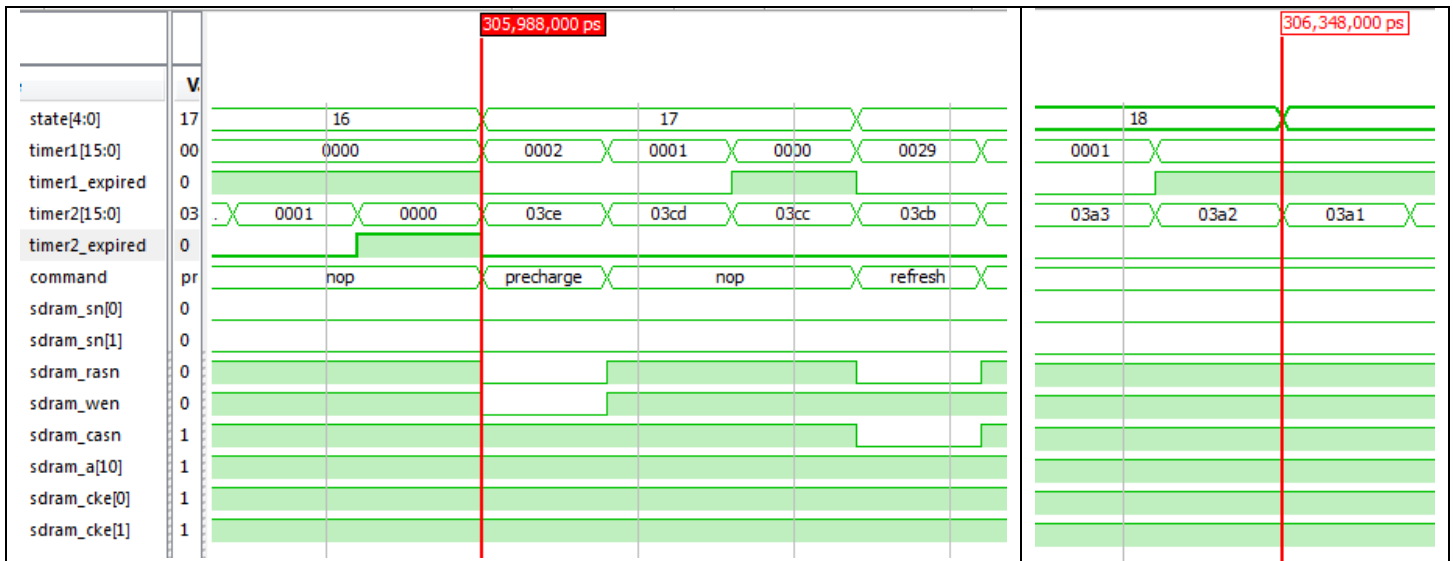 305,988,000 ps 306,348,000 ps
V.
state[4:0] 17 16 17 18
timer1[15:0] 00 0000 0002 0001 0000 0029 0001
timer1_expired 0
timer2[15:0] 03 . 0001 0000 03ce 03cd 03cc 03cb 03a3 03a2 03a1
timer2_expired 0
command pr nop precharge nop refresh
sdram_sn[0] 0
sdram_sn[1] 0
sdram_rasn 0
sdram_wen 0
sdram_casn 1
sdram_a[10] 1
sdram_cke[0] 1
sdram_cke[1] 1